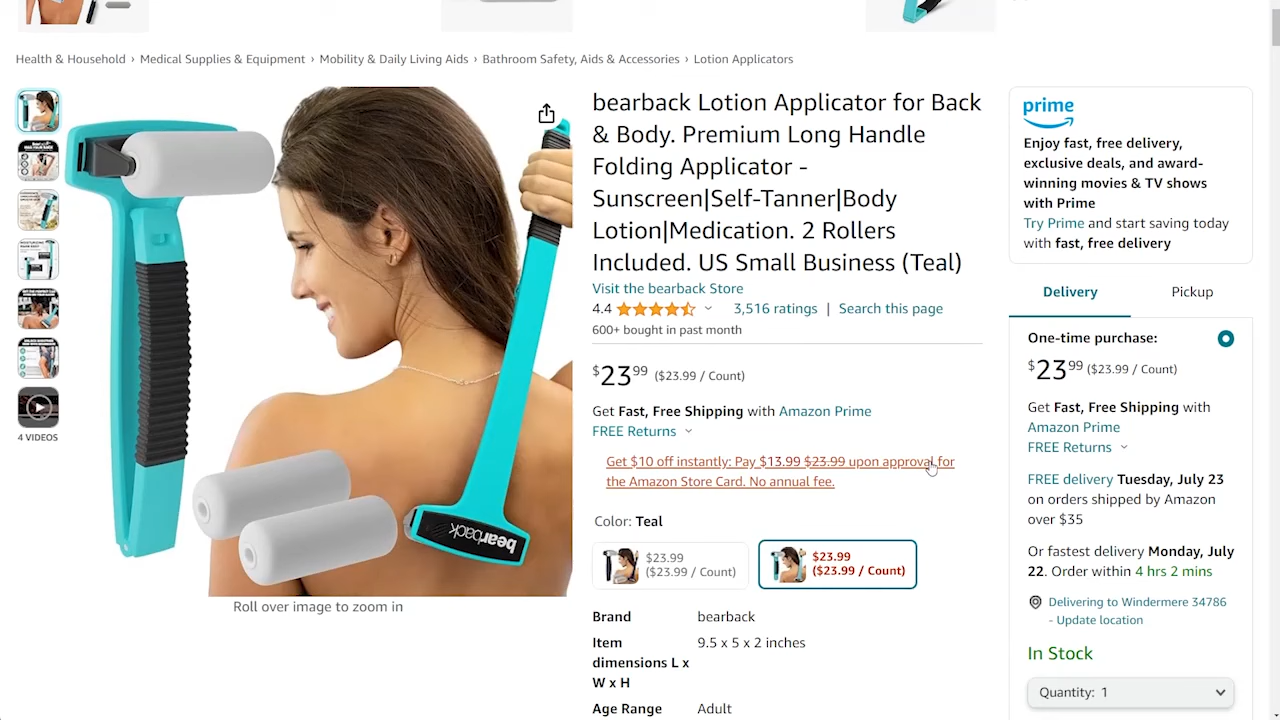 Health & Household › Medical Supplies & Equipment › Mobility & Daily Living Aids › Bathroom Safety, Aids & Accessories › Lotion Applicators
4 VIDEOS
bearback
Roll over image to zoom in
bearback Lotion Applicator for Back
& Body. Premium Long Handle
Folding Applicator -
Sunscreen|Self-Tanner|Body
Lotion|Medication. 2 Rollers
Included. US Small Business (Teal)
Visit the bearback Store
4.4 3,516 ratings | Search this page
600+ bought in past month
$23.99 ($23.99 / Count)
Get Fast, Free Shipping with Amazon Prime
FREE Returns
Get $10 off instantly: Pay $13.99 $23.99 upon approval for
the Amazon Store Card. No annual fee.
Color: Teal
$23.99
($23.99 / Count)
$23.99
($23.99 / Count)
Brand bearback
Item 9.5 x 5 x 2 inches
dimensions L x
W x H
Age Range Adult
prime
Enjoy fast, free delivery,
exclusive deals, and award-
winning movies & TV shows
with Prime
Try Prime and start saving today
with fast, free delivery
Delivery Pickup
One-time purchase:
$23.99 ($23.99 / Count)
Get Fast, Free Shipping with
Amazon Prime
FREE Returns
FREE delivery Tuesday, July 23
on orders shipped by Amazon
over $35
Or fastest delivery Monday, July
22. Order within 4 hrs 2 mins
Delivering to Windermere 34786
- Update location
In Stock
Quantity: 1